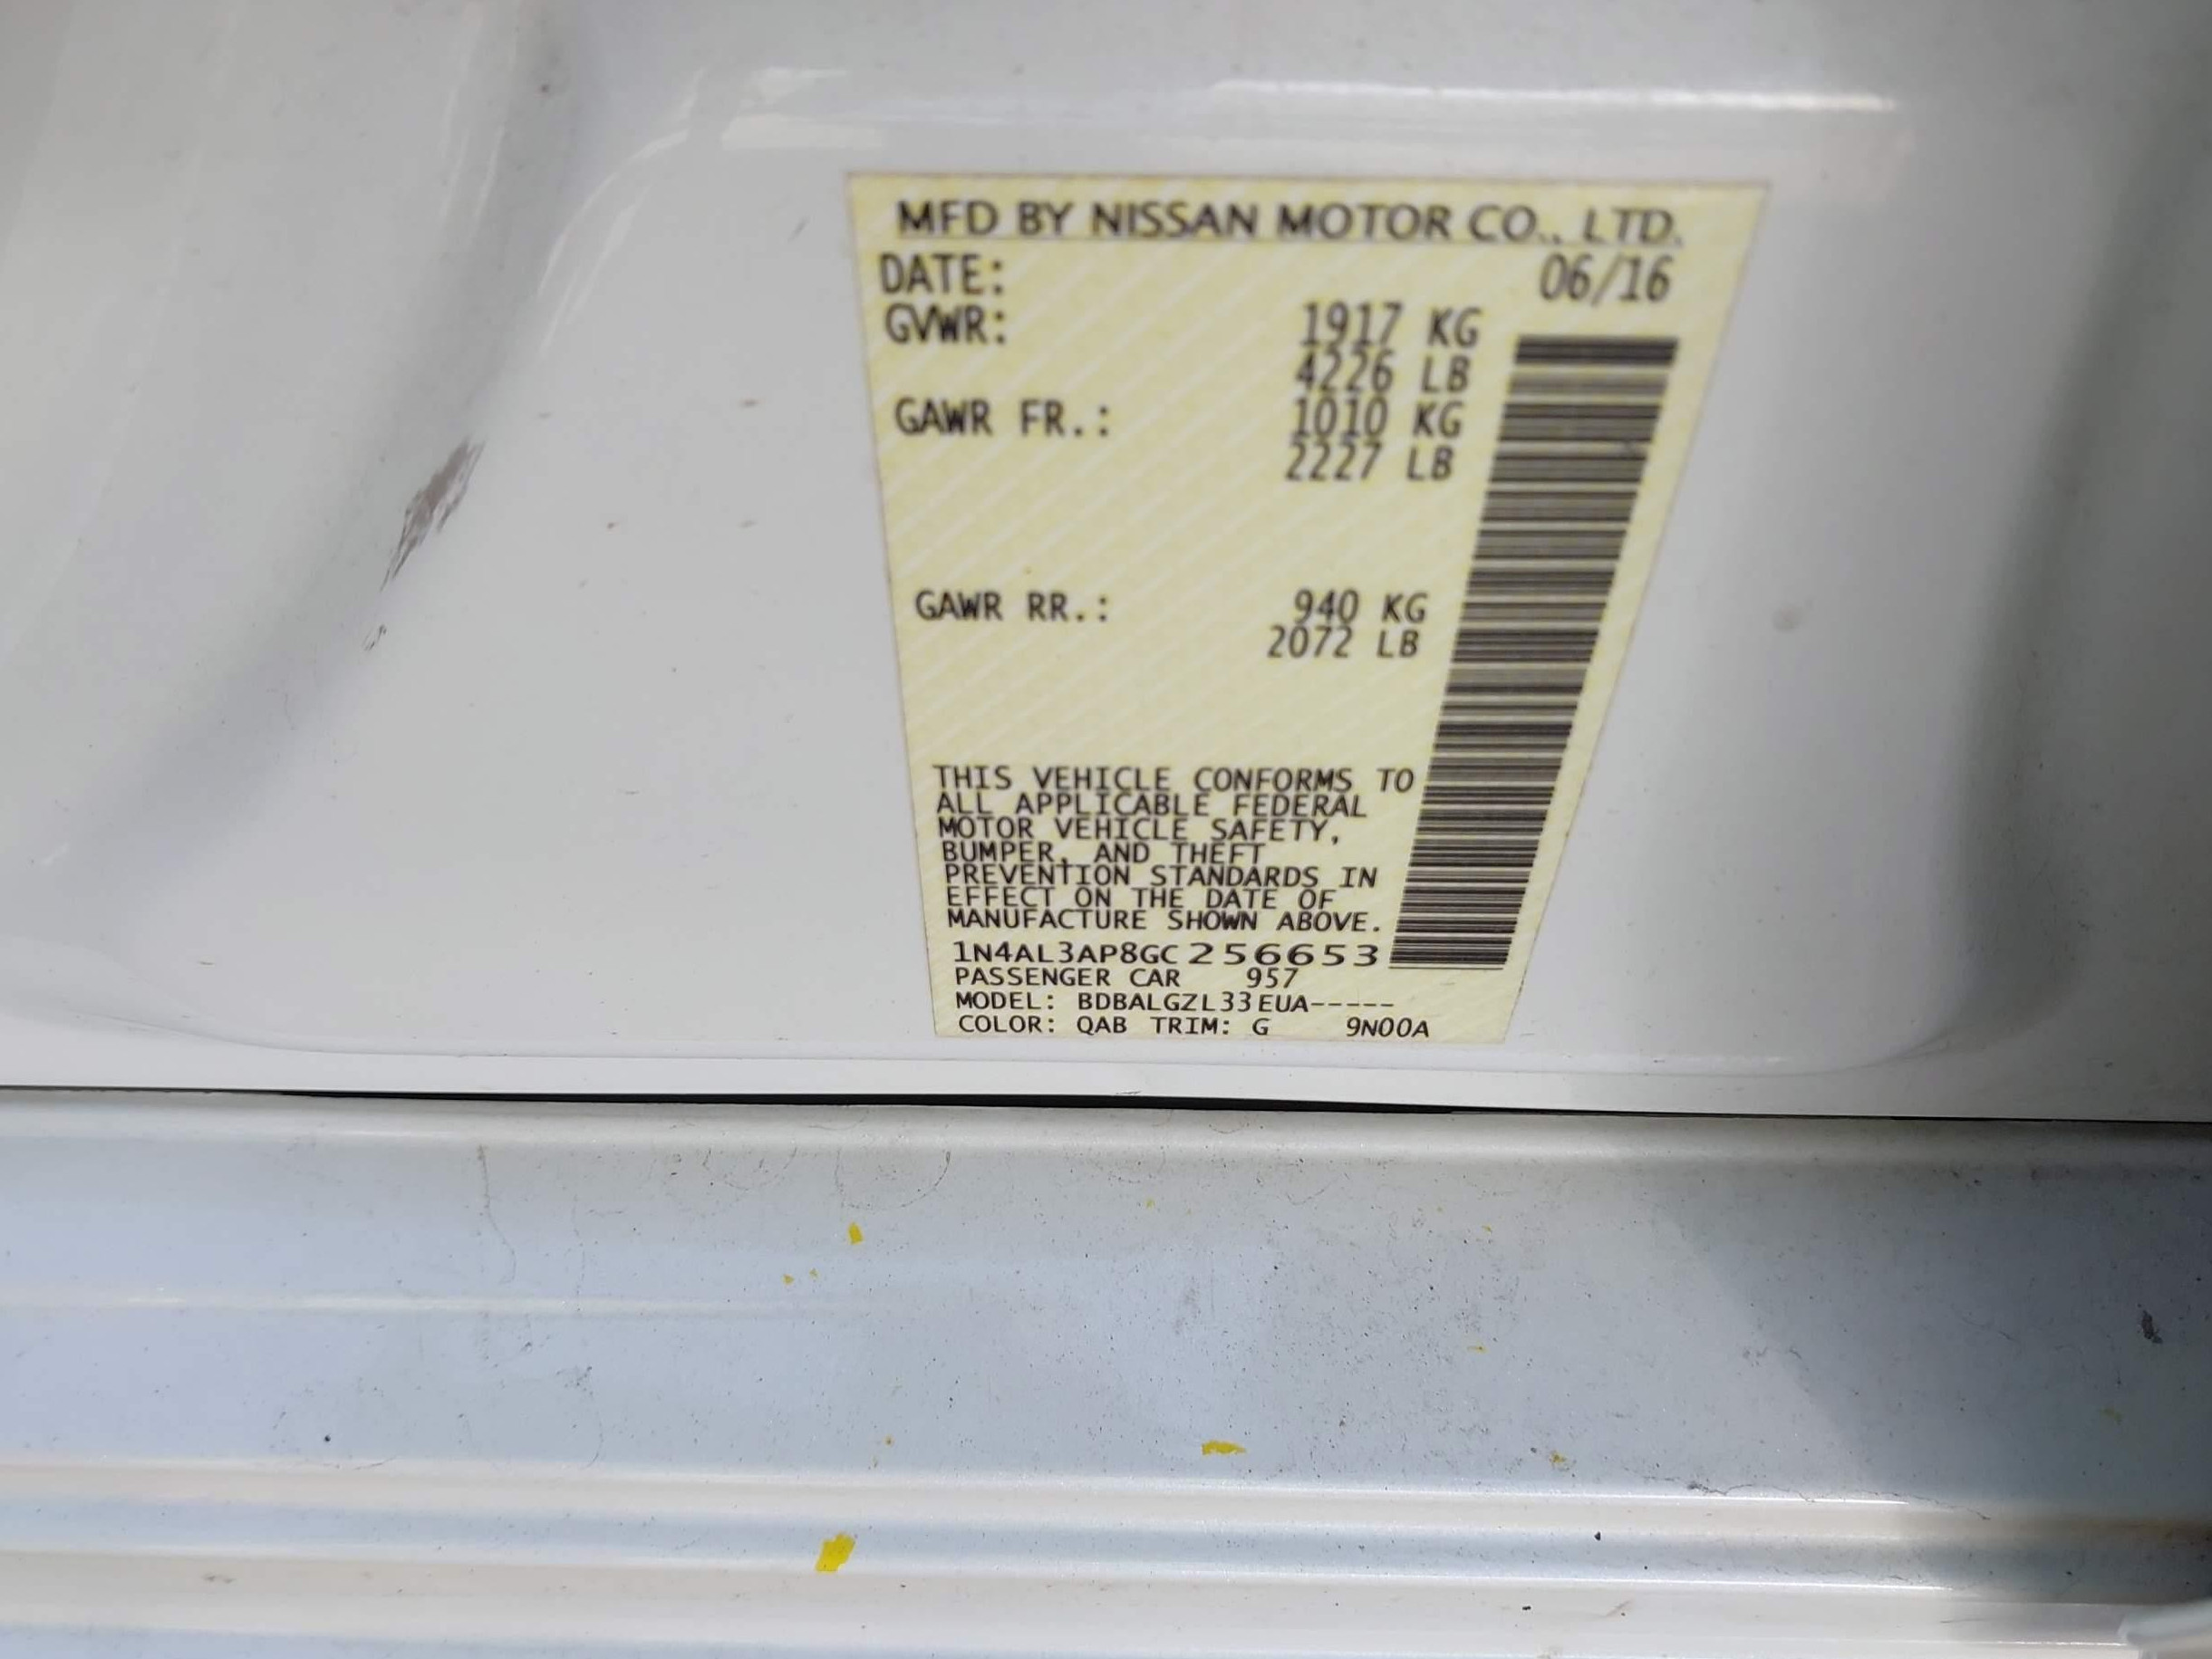 MFD BY NISSAN MOTOR CO., LTD.
DATE: 06/16
GVWR: 1917 KG
4226 LB
GAWR FR.: 1010 KG
2227 LB
GAWR RR.: 940 KG
2072 LB
THIS VEHICLE CONFORMS TO
ALL APPLICABLE FEDERAL
MOTOR VEHICLE SAFETY,
BUMPER, AND THEFT
PREVENTION STANDARDS IN
EFFECT ON THE DATE OF
MANUFACTURE SHOWN ABOVE.
1N4AL3AP8GC256653
PASSENGER CAR 957
MODEL: BDBALGZL33EUA-----
COLOR: QAB TRIM: G 9N00A